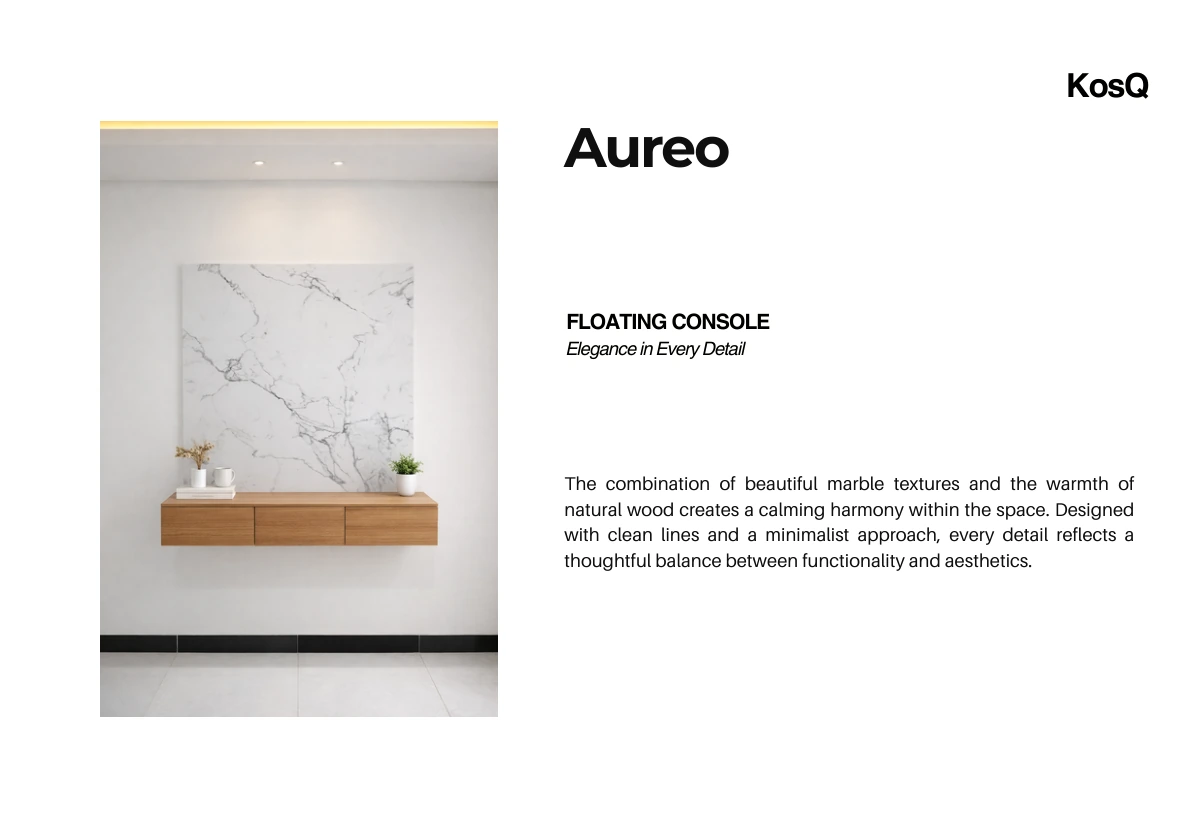 KosQ
Aureo
FLOATING CONSOLE
Elegance in Every Detail
The combination of beautiful marble textures and the warmth of
natural wood creates a calming harmony within the space. Designed
with clean lines and a minimalist approach, every detail reflects a
thoughtful balance between functionality and aesthetics.